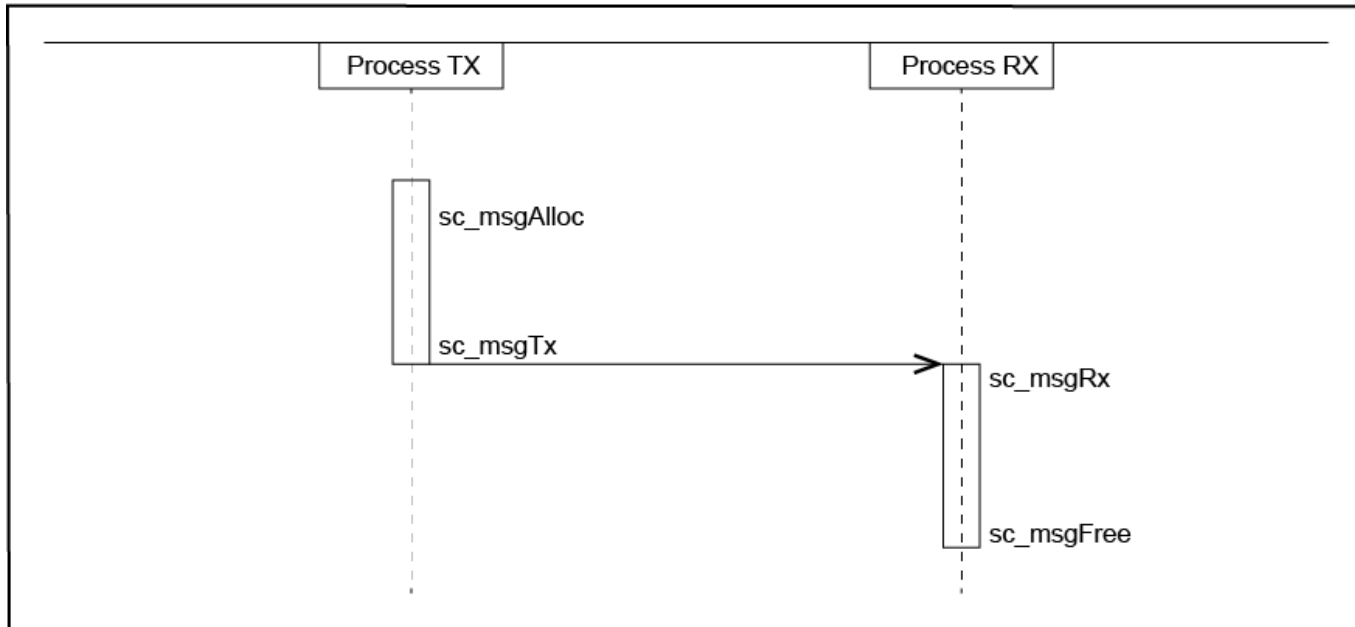 Process TX
Process RX
sc_msgAlloc
sc_msgTx
sc_msgRx
sc_msgFree